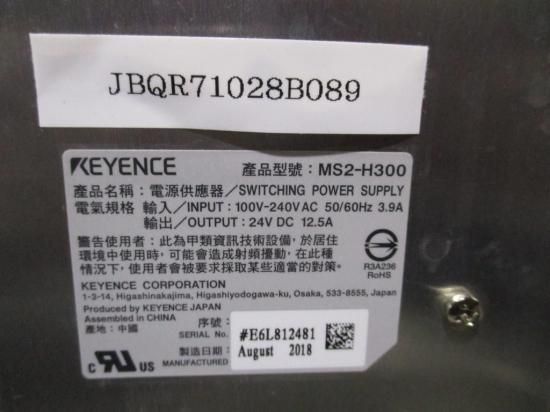 JBQR71028B089
KEYENCE 產品型號：MS2-H300
產品名稱：電源供應器／SWITCHING POWER SUPPLY
電氣規格 輸入／INPUT: 100V-240V AC 50/60Hz 3.9A
輸出／OUTPUT: 24V DC 12.5A
警告使用者：此為甲類資訊技術設備，於居住
環境中使用時，可能會造成射頻擾動，在此種
情況下，使用者會被要求採取某些適當的對策。
R3A236
RoHS
KEYENCE CORPORATION
1-3-14, Higashinakajima, Higashiyodogawa-ku, Osaka, 533-8555, Japan
Produced by KEYENCE JAPAN
Assembled in CHINA
產地：中國
序號：
SERIAL No.
#E6L812481
製造日期：
MANUFACTURED
August 2018
C UL US